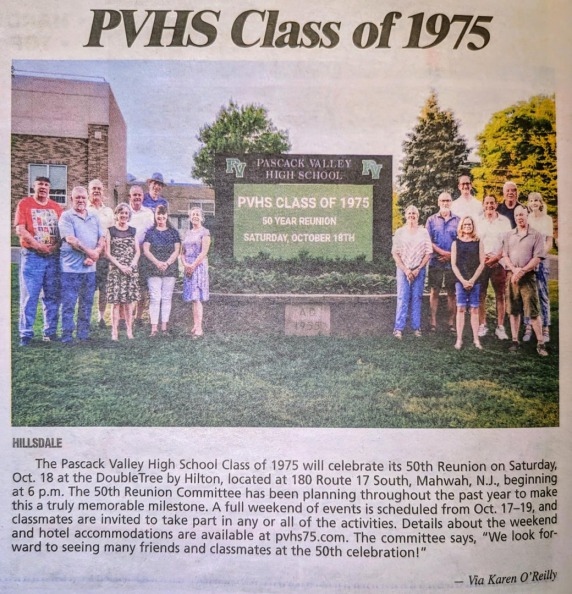 PVHS Class of 1975
PV PASCACK VALLEY PV
HIGH SCHOOL
PVHS CLASS OF 1975
50 YEAR REUNION
SATURDAY, OCTOBER 18TH
A.D.
1955
HILLSDALE
The Pascack Valley High School Class of 1975 will celebrate its 50th Reunion on Saturday,
Oct. 18 at the DoubleTree by Hilton, located at 180 Route 17 South, Mahwah, N.J., beginning
at 6 p.m. The 50th Reunion Committee has been planning throughout the past year to make
this a truly memorable milestone. A full weekend of events is scheduled from Oct. 17–19, and
classmates are invited to take part in any or all of the activities. Details about the weekend
and hotel accommodations are available at pvhs75.com. The committee says, “We look for-
ward to seeing many friends and classmates at the 50th celebration!”
— Via Karen O'Reilly